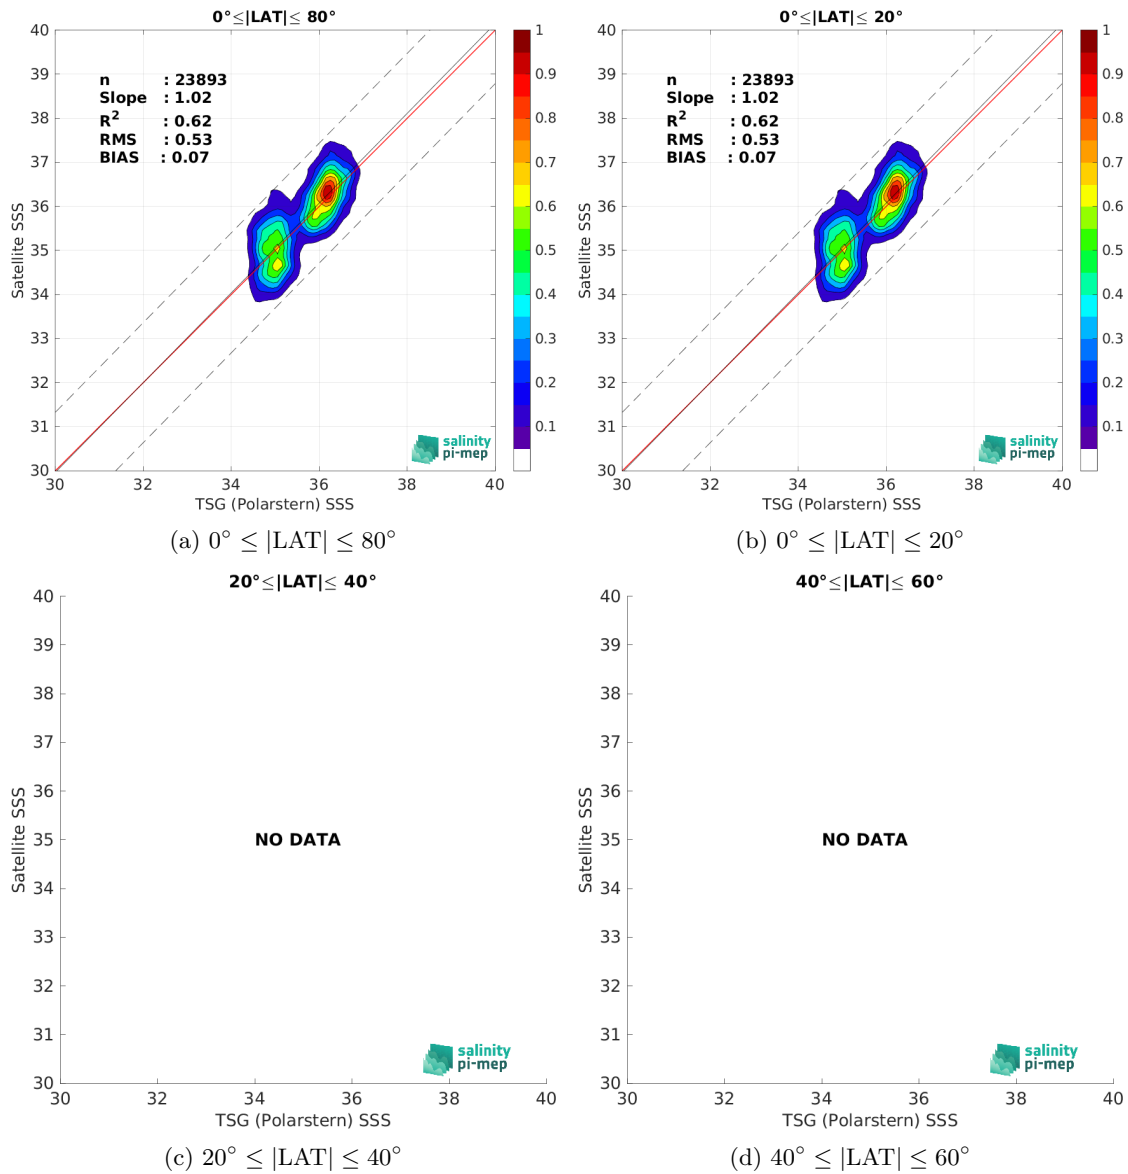 0°≤|LAT|≤ 80°
40
39
38
37
36
35
34
33
32
31
30
Satellite SSS
n : 23893
Slope : 1.02
R² : 0.62
RMS : 0.53
BIAS : 0.07
1
0.9
0.8
0.7
0.6
0.5
0.4
0.3
0.2
0.1
salinity
pi-mep
30 32 34 36 38 40
TSG (Polarstern) SSS
(a) 0° ≤ |LAT| ≤ 80°
0°≤|LAT|≤ 20°
40
39
38
37
36
35
34
33
32
31
30
Satellite SSS
n : 23893
Slope : 1.02
R² : 0.62
RMS : 0.53
BIAS : 0.07
1
0.9
0.8
0.7
0.6
0.5
0.4
0.3
0.2
0.1
salinity
pi-mep
30 32 34 36 38 40
TSG (Polarstern) SSS
(b) 0° ≤ |LAT| ≤ 20°
20°≤|LAT|≤ 40°
40
39
38
37
36
35
34
33
32
31
30
Satellite SSS
NO DATA
salinity
pi-mep
30 32 34 36 38 40
TSG (Polarstern) SSS
(c) 20° ≤ |LAT| ≤ 40°
40°≤|LAT|≤ 60°
40
39
38
37
36
35
34
33
32
31
30
Satellite SSS
NO DATA
salinity
pi-mep
30 32 34 36 38 40
TSG (Polarstern) SSS
(d) 40° ≤ |LAT| ≤ 60°